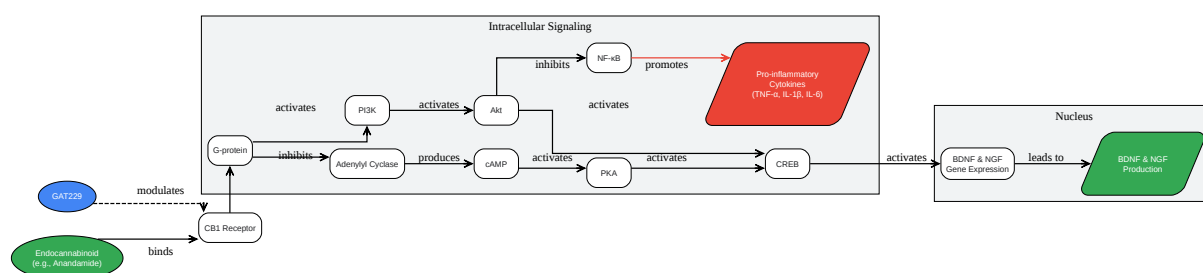 Intracellular Signaling
NF-κB
inhibits
promotes
Pro-inflammatory
Cytokines
(TNF-α, IL-1β, IL-6)
activates
PI3K
activates
Akt
activates
Nucleus
G-protein
inhibits
Adenylyl Cyclase
produces
cAMP
activates
PKA
activates
CREB
activates
BDNF & NGF
Gene Expression
leads to
BDNF & NGF
Production
GAT229
modulates
CB1 Receptor
Endocannabinoid
(e.g., Anandamide)
binds